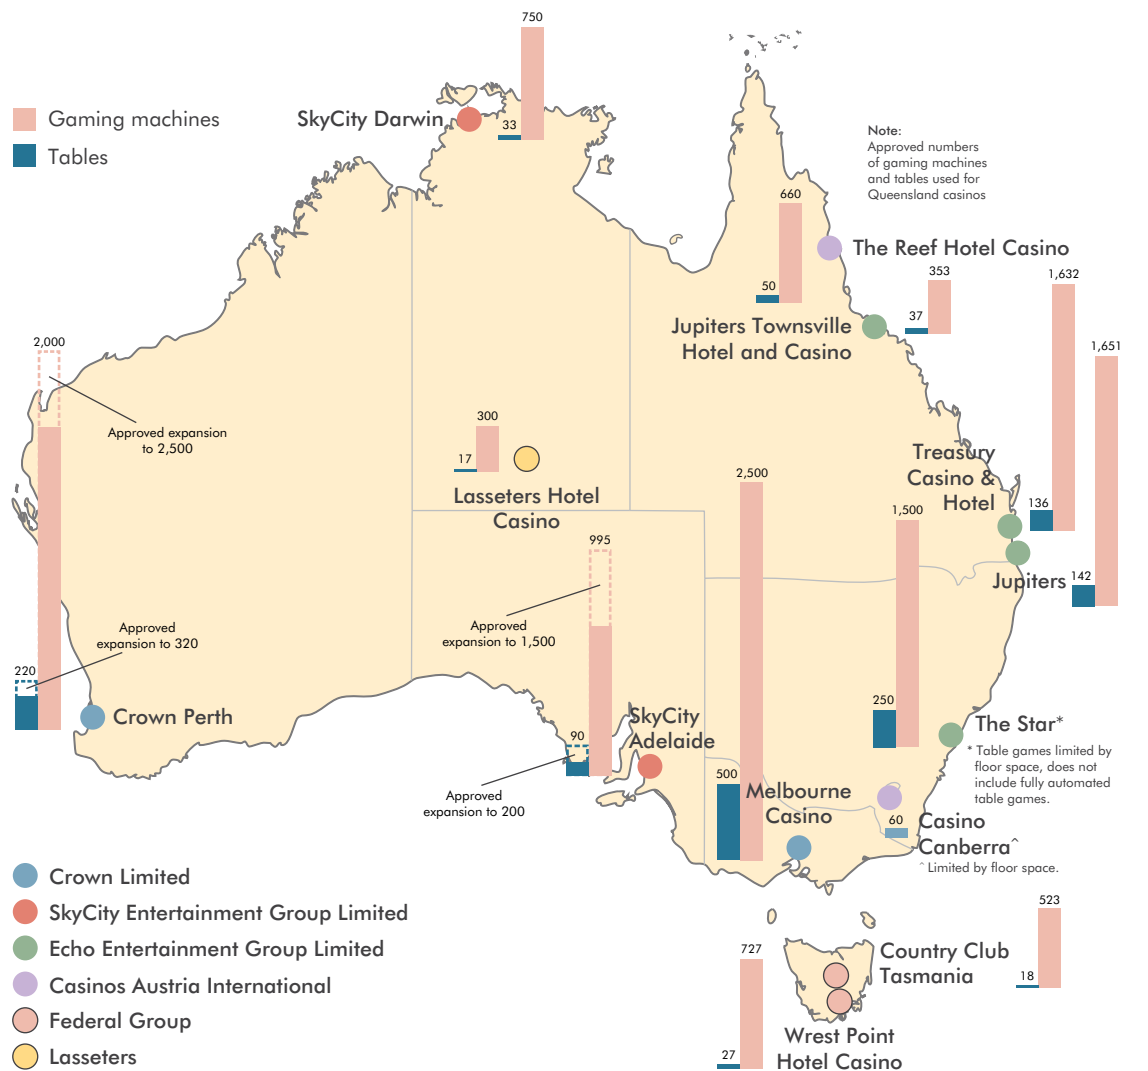 750
Gaming machines
Tables
SkyCity Darwin
33
Note:
Approved numbers
of gaming machines
and tables used for
Queensland casinos
660
50
The Reef Hotel Casino
353
37
1,632
Jupiters Townsville
Hotel and Casino
1,651
2,000
Approved expansion
to 2,500
300
17
Lasseters Hotel
Casino
Treasury
Casino &
Hotel
136
2,500
1,500
995
Jupiters
142
Approved
expansion to 320
Approved
expansion to 1,500
220
Crown Perth
SkyCity
Adelaide
90
250
The Star*
* Table games limited by
floor space, does not
include fully automated
table games.
Approved
expansion to 200
500
Melbourne
Casino
60
Casino
Canberra^
^ Limited by floor space.
Crown Limited
SkyCity Entertainment Group Limited
Echo Entertainment Group Limited
Casinos Austria International
Federal Group
Lasseters
727
27
Country Club
Tasmania
523
18
Wrest Point
Hotel Casino